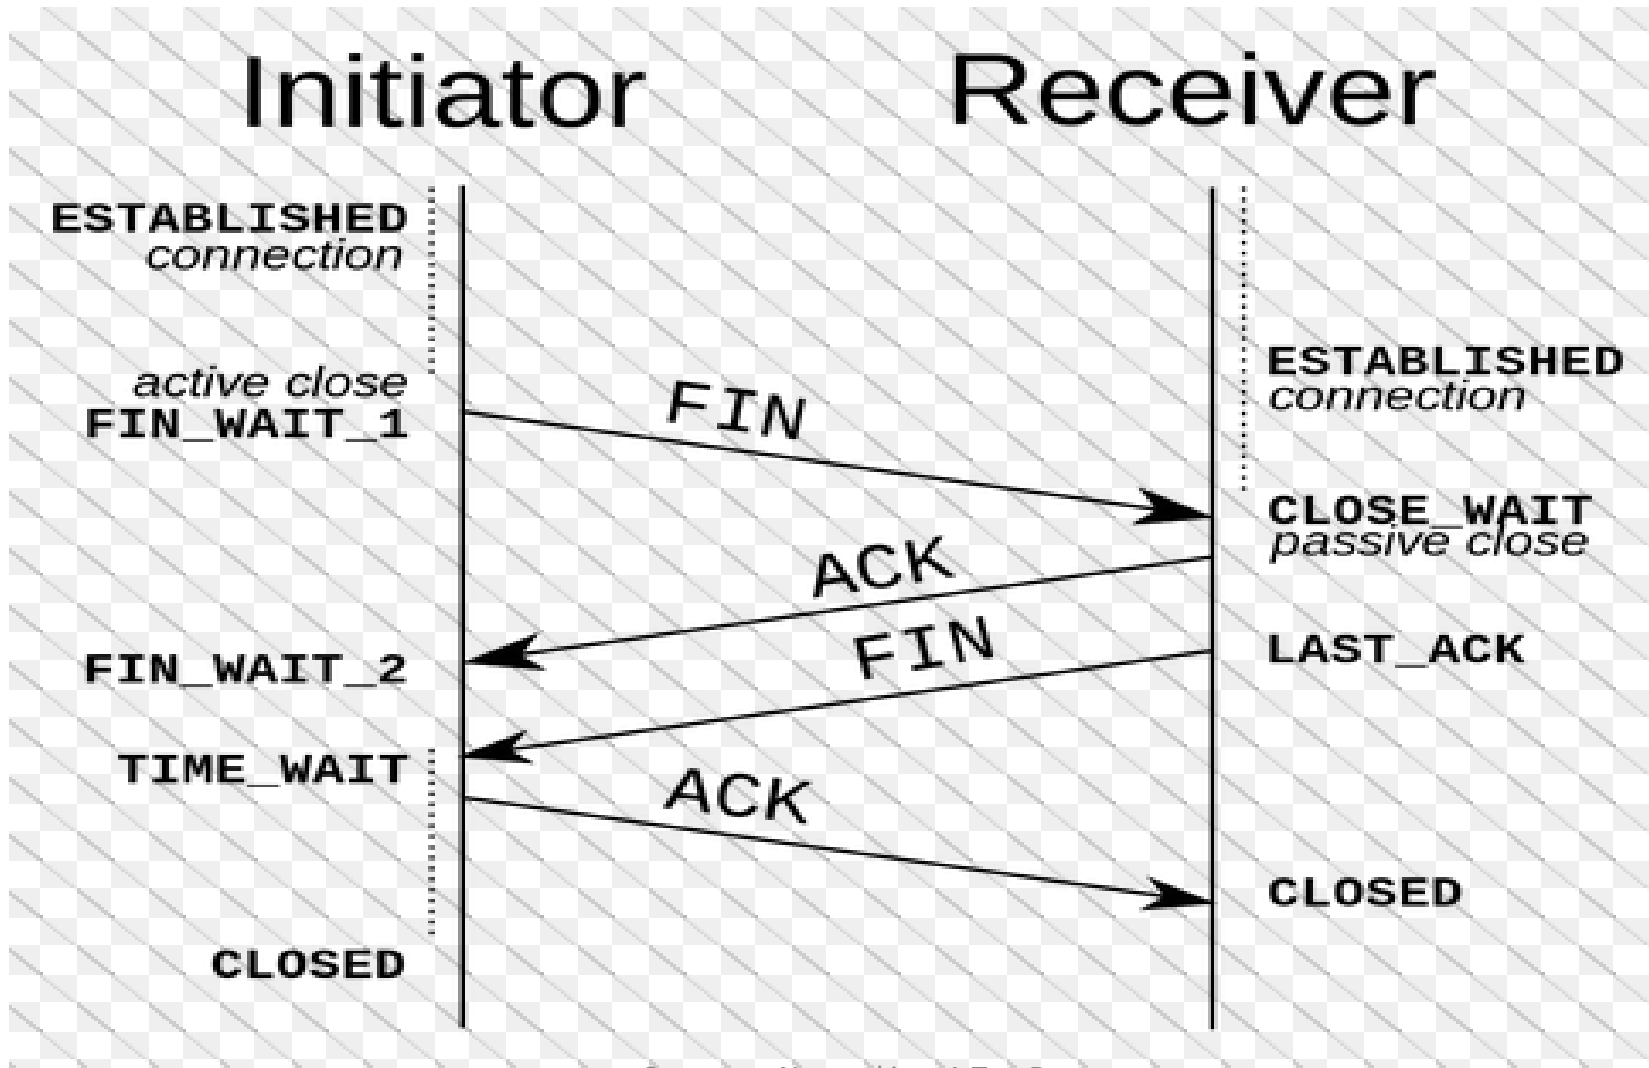 Initiator
Receiver
ESTABLISHED
connection
active close
FIN_WAIT_1
FIN
ESTABLISHED
connection
CLOSE_WAIT
passive close
ACK
FIN
LAST_ACK
FIN_WAIT_2
TIME_WAIT
ACK
CLOSED
CLOSED